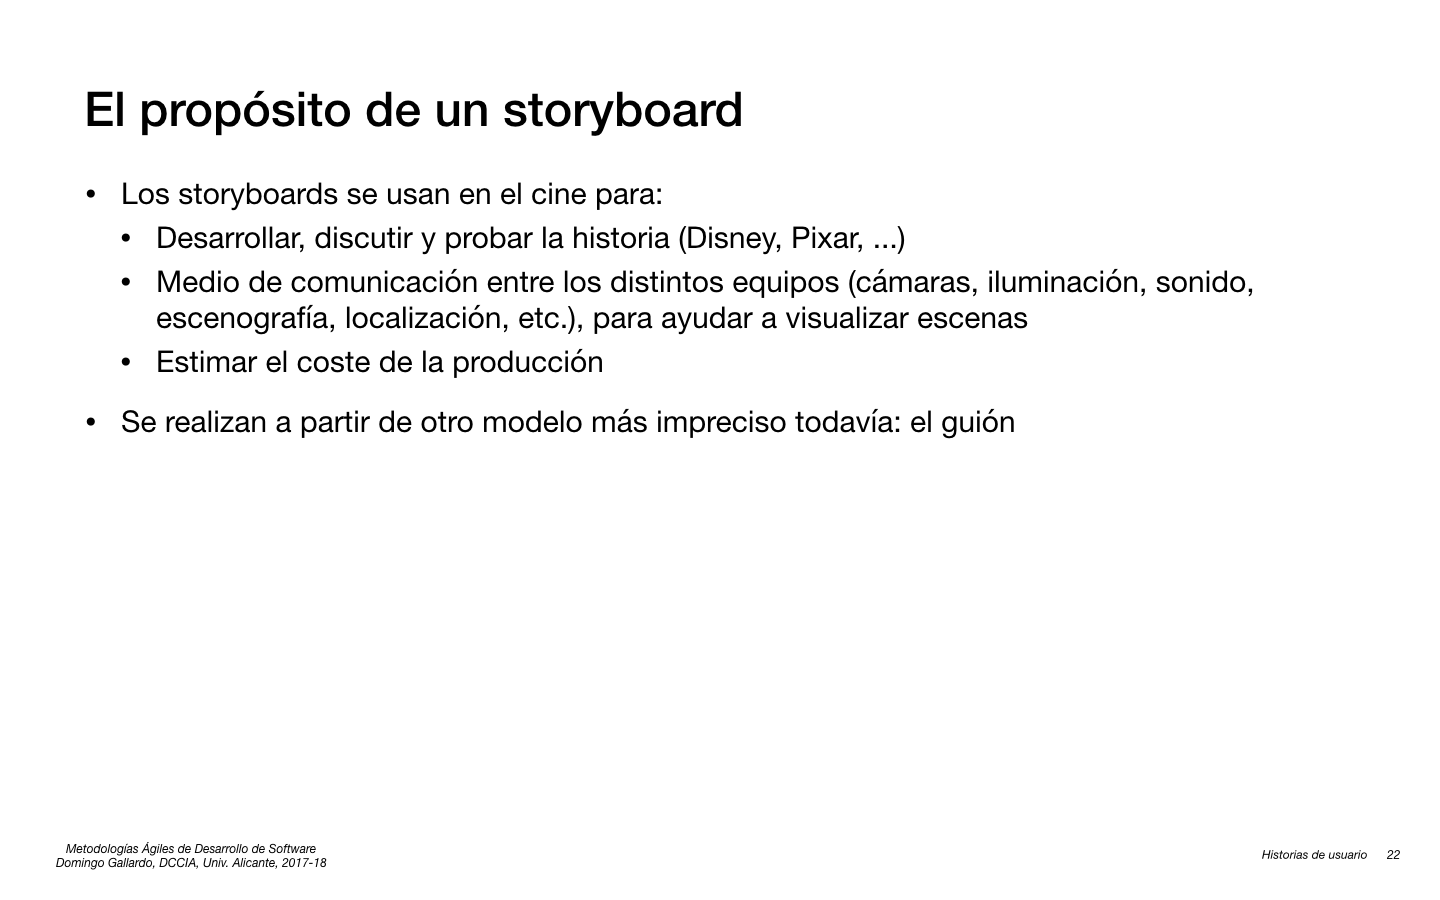 El propósito de un storyboard
• Los storyboards se usan en el cine para:
• Desarrollar, discutir y probar la historia (Disney, Pixar, ...)
• Medio de comunicación entre los distintos equipos (cámaras, iluminación, sonido,
escenografía, localización, etc.), para ayudar a visualizar escenas
• Estimar el coste de la producción
• Se realizan a partir de otro modelo más impreciso todavía: el guión
Metodologías Ágiles de Desarrollo de Software
Domingo Gallardo, DCCIA, Univ. Alicante, 2017-18
Historias de usuario 22